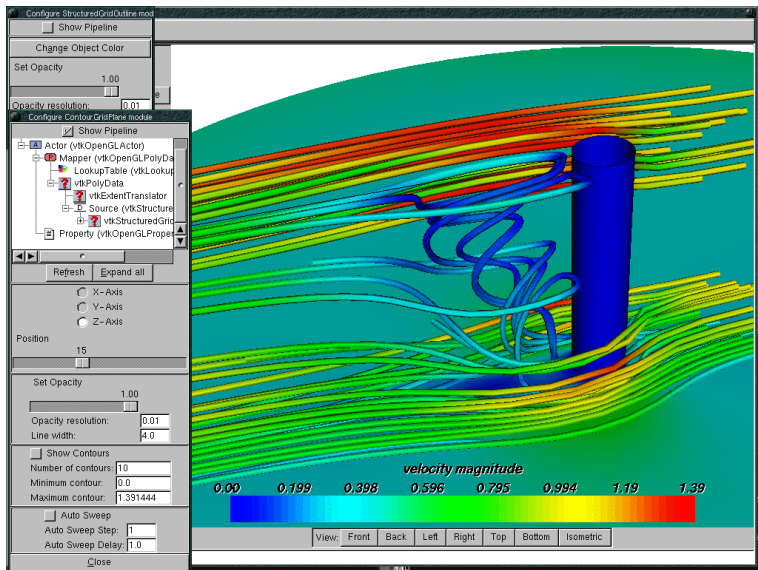 Configure StructuredGridOutline mod
Show Pipeline
Change Object Color
Set Opacity
1.00
Opacity resolution: 0.01
e
Configure ContourGridPlane module
Show Pipeline
Actor (vtkOpenGLActor)
Mapper (vtkOpenGLPolyDa
LookupTable (vtkLookup
vtkPolyData
vtkExtentTranslator
Source (vtkStructure
vtkStructuredGric
Property (vtkOpenGLProper
Refresh Expand all
X-Axis
Y-Axis
Z-Axis
Position
15
Set Opacity
1.00
Opacity resolution: 0.01
Line width: 4.0
Show Contours
Number of contours: 10
Minimum contour: 0.0
Maximum contour: 1.391444
Auto Sweep
Auto Sweep Step: 1
Auto Sweep Delay: 1.0
Close
velocity magnitude
0.00 0.199 0.398 0.596 0.795 0.994 1.19 1.39
View: Front Back Left Right Top Bottom Isometric